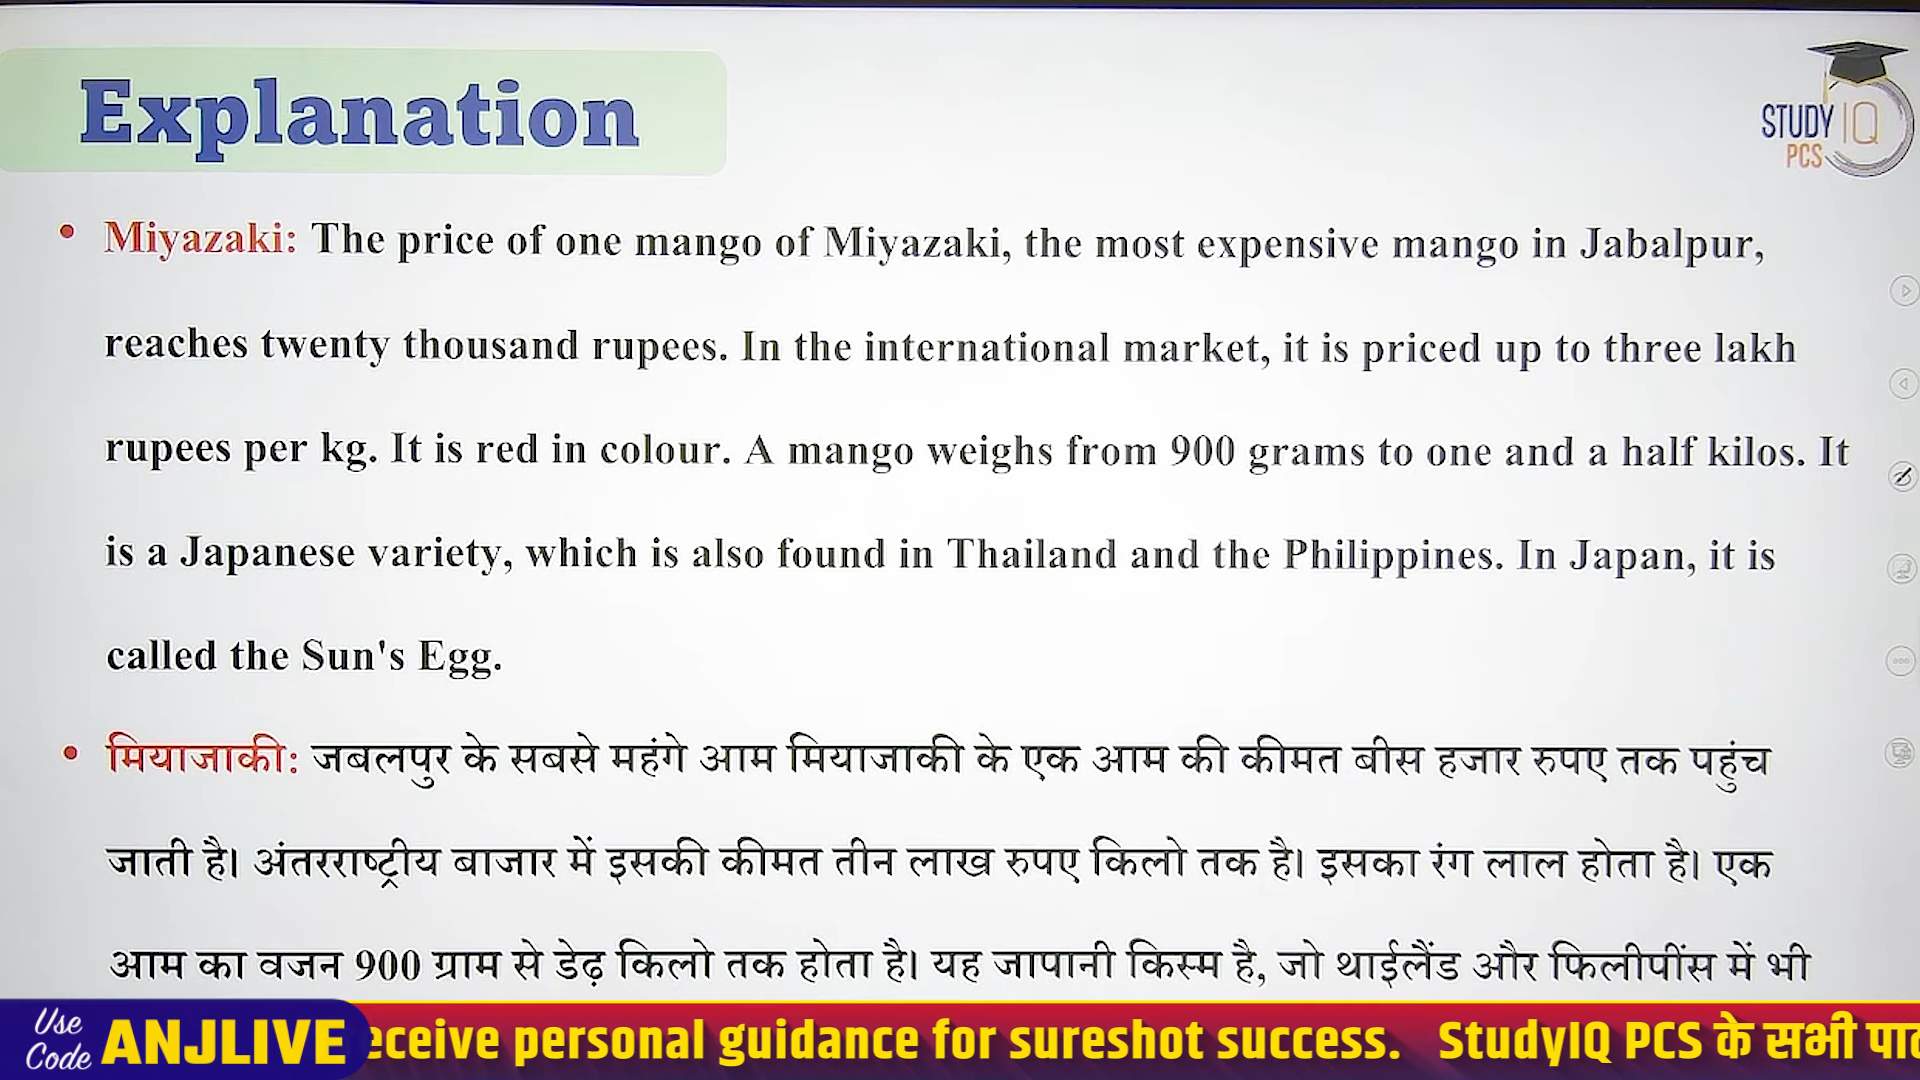 Explanation
STUDY IQ
PCS
• Miyazaki: The price of one mango of Miyazaki, the most expensive mango in Jabalpur,
reaches twenty thousand rupees. In the international market, it is priced up to three lakh
rupees per kg. It is red in colour. A mango weighs from 900 grams to one and a half kilos. It
is a Japanese variety, which is also found in Thailand and the Philippines. In Japan, it is
called the Sun's Egg.
• मियाजाकी: जबलपुर के सबसे महंगे आम मियाजाकी के एक आम की कीमत बीस हजार रुपए तक पहुंच
जाती है। अंतरराष्ट्रीय बाजार में इसकी कीमत तीन लाख रुपए किलो तक है। इसका रंग लाल होता है। एक
आम का वजन 900 ग्राम से डेढ़ किलो तक होता है। यह जापानी किस्म है, जो थाईलैंड और फिलीपींस में भी
Use
Code ANJLIVE eceive personal guidance for sureshot success. StudyIQ PCS के सभी